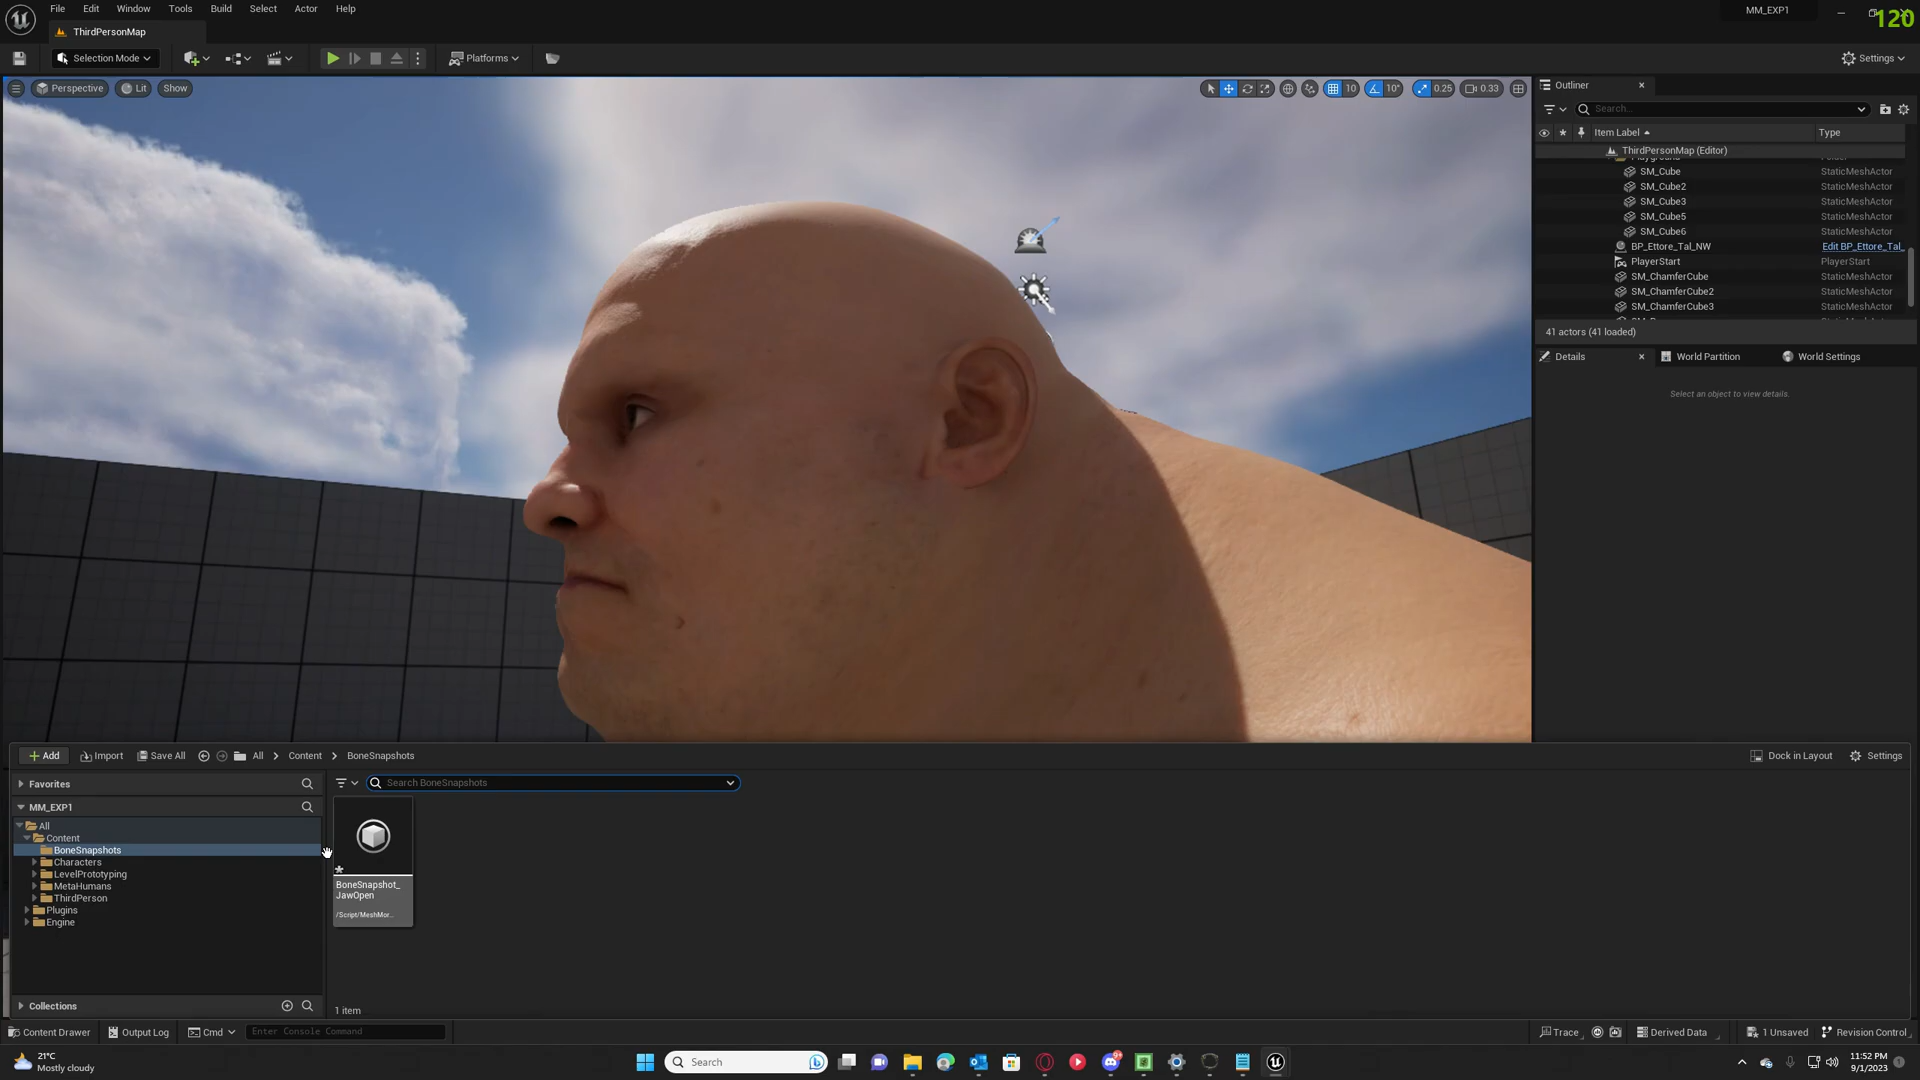 File Edit Window Tools Build Select Actor Help
MM_EXP1
120
ThirdPersonMap
Selection Mode
Platforms
Settings
Perspective Lit Show
10 10° 0.25 0.33
Outliner
Search...
Item Label Type
ThirdPersonMap (Editor)
SM_Cube StaticMeshActor
SM_Cube2 StaticMeshActor
SM_Cube3 StaticMeshActor
SM_Cube5 StaticMeshActor
SM_Cube6 StaticMeshActor
BP_Ettore_Tal_NW Edit BP_Ettore_Tal_
PlayerStart PlayerStart
SM_ChamferCube StaticMeshActor
SM_ChamferCube2 StaticMeshActor
SM_ChamferCube3 StaticMeshActor
41 actors (41 loaded)
Details World Partition World Settings
Select an object to view details.
Add Import Save All All Content BoneSnapshots Dock in Layout Settings
Favorites
Search BoneSnapshots
MM_EXP1
All
Content
BoneSnapshots
Characters
LevelPrototyping
MetaHumans
ThirdPerson
Plugins
Engine
BoneSnapshot_
JawOpen
/Script/MeshMor...
Collections
1 item
Content Drawer Output Log Cmd Enter Console Command
Trace Derived Data 1 Unsaved Revision Control
21°C
Mostly cloudy
Search
11:52 PM
9/1/2023